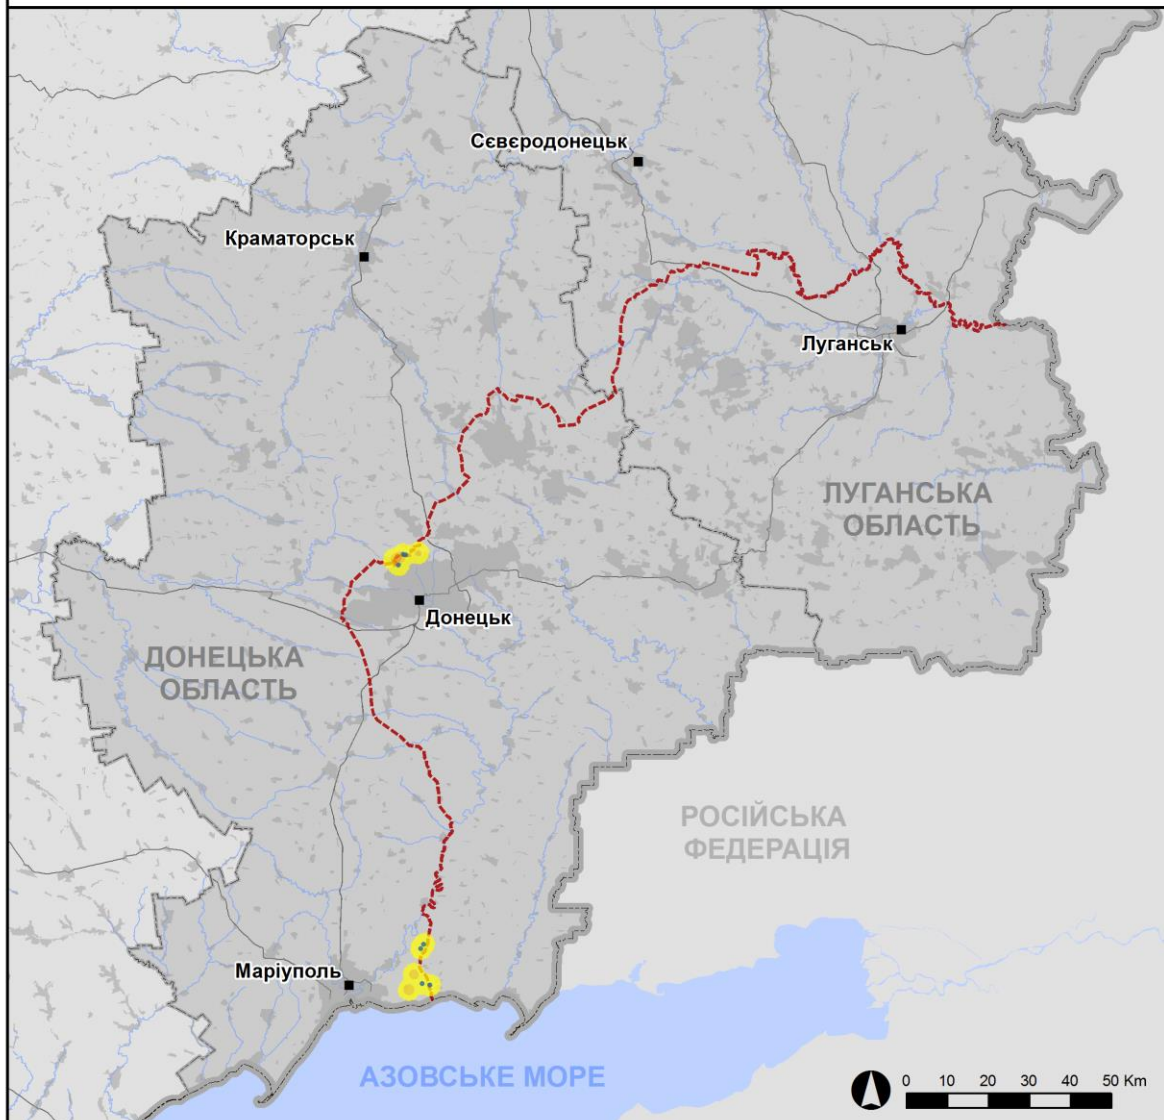 Сєвєродонецьк
Краматорськ
Луганськ
ЛУГАНСЬКА
ОБЛАСТЬ
Донецьк
ДОНЕЦЬКА
ОБЛАСТЬ
РОСІЙСЬКА
ФЕДЕРАЦІЯ
Маріуполь
АЗОВСЬКЕ МОРЕ
0 10 20 30 40 50 Km